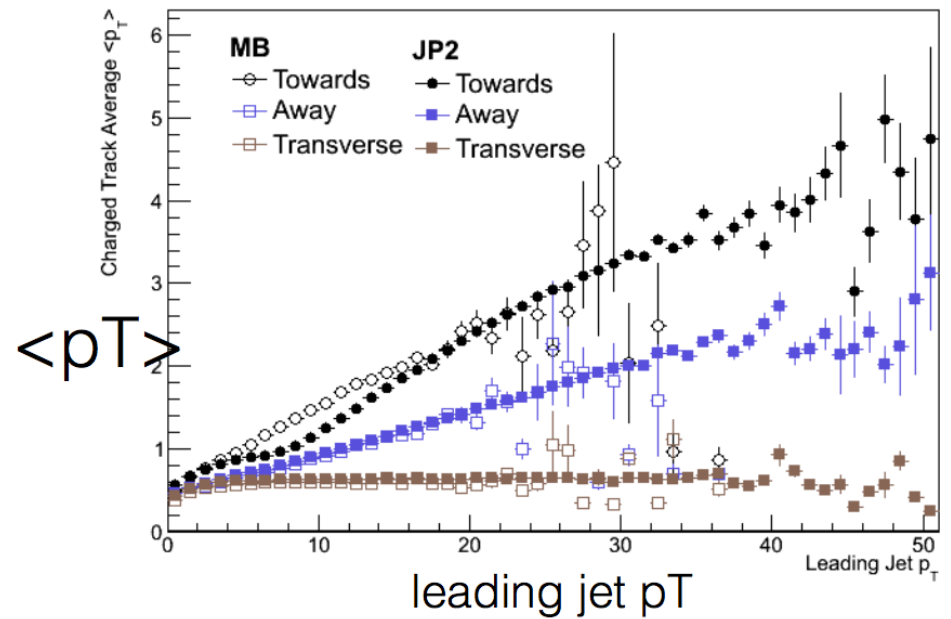 Charged Track Average <p_T>
6
5
4
3
2
1
0
MB
Towards
Away
Transverse
JP2
Towards
Away
Transverse
<pT>
0 10 20 30 40 50
Leading Jet p_T
leading jet pT